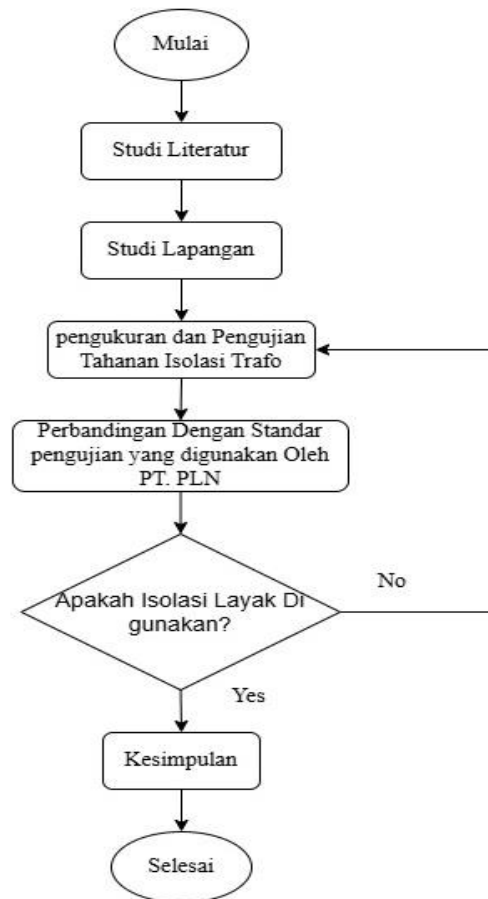 Mulai
Studi Literatur
Studi Lapangan
pengukuran dan Pengujian
Tahanan Isolasi Trafo
Perbandingan Dengan Standar
pengujian yang digunakan Oleh
PT. PLN
Apakah Isolasi Layak Di
gunakan?
No
Yes
Kesimpulan
Selesai